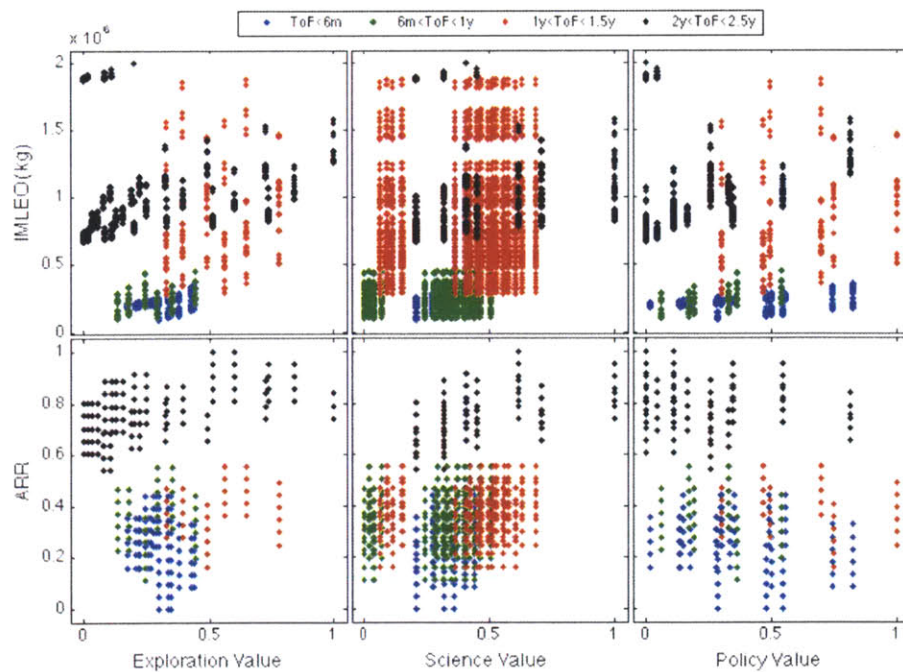 ToF<6m 6m<ToF<1y 1y<ToF<1.5y 2y<ToF<2.5y
x 10^6
2
1.5
1
0.5
0
IMLEO(kg)
1
0.8
0.6
0.4
0.2
0
ARR
0 0.5 1 0 0.5 1 0 0.5 1
Exploration Value Science Value Policy Value